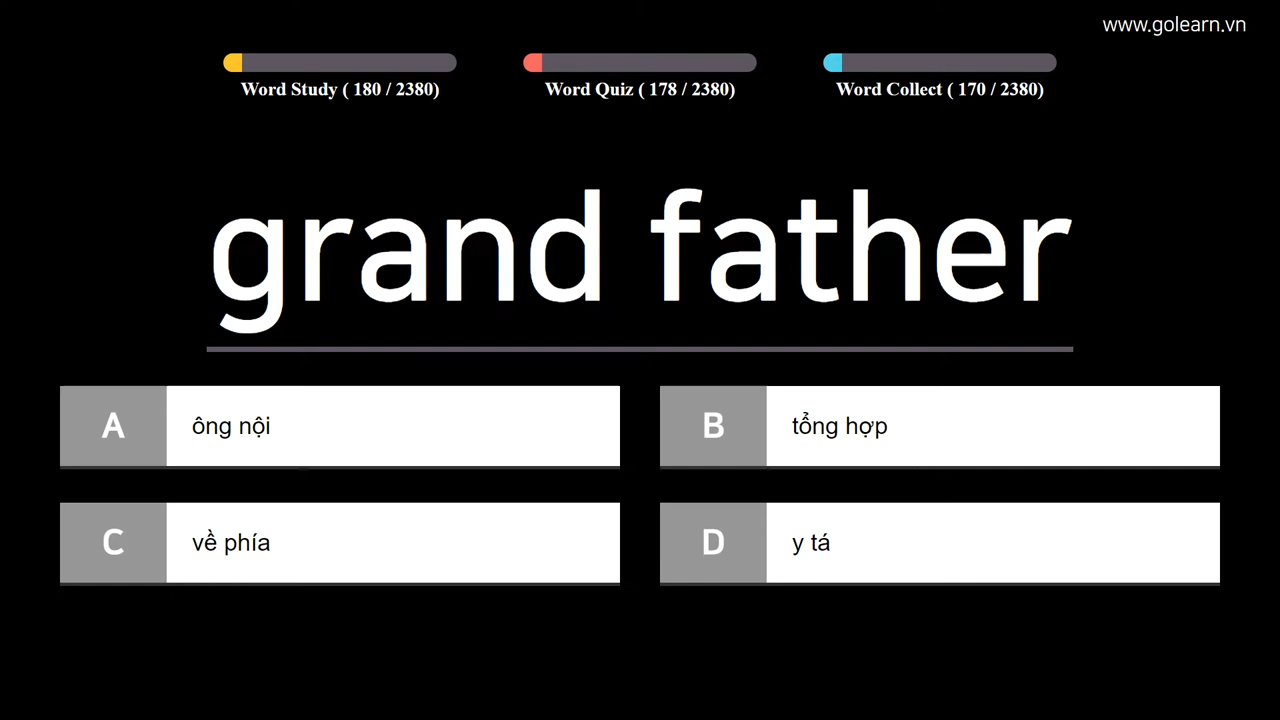 www.golearn.vn
Word Study ( 180 / 2380)
Word Quiz ( 178 / 2380)
Word Collect ( 170 / 2380)
grand father
A ông nội
B tổng hợp
C về phía
D y tá